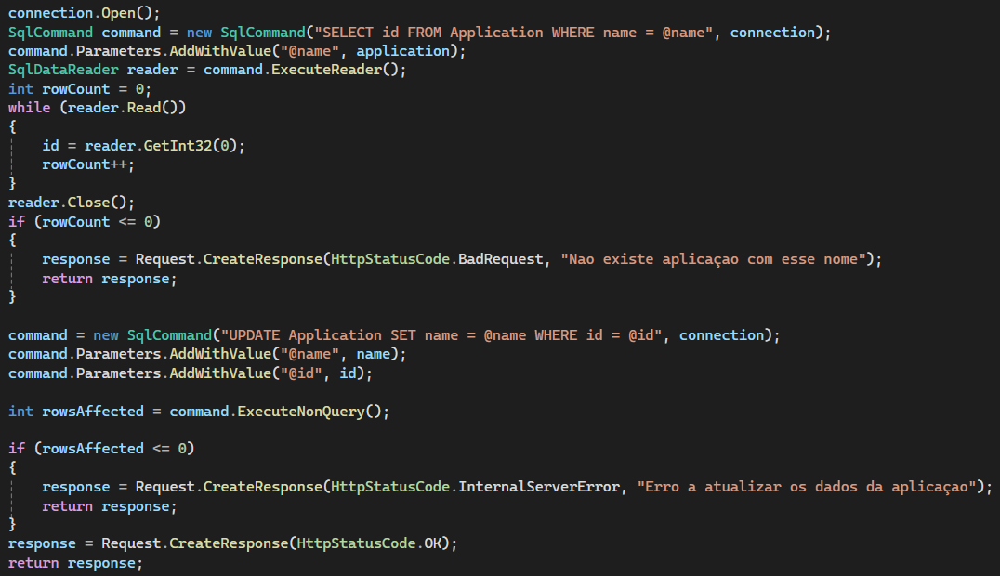 connection.Open();
SqlCommand command = new SqlCommand("SELECT id FROM Application WHERE name = @name", connection);
command.Parameters.AddWithValue("@name", application);
SqlDataReader reader = command.ExecuteReader();
int rowCount = 0;
while (reader.Read())
{
    id = reader.GetInt32(0);
    rowCount++;
}
reader.Close();
if (rowCount <= 0)
{
    response = Request.CreateResponse(HttpStatusCode.BadRequest, "Nao existe aplicaçao com esse nome");
    return response;
}

command = new SqlCommand("UPDATE Application SET name = @name WHERE id = @id", connection);
command.Parameters.AddWithValue("@name", name);
command.Parameters.AddWithValue("@id", id);

int rowsAffected = command.ExecuteNonQuery();

if (rowsAffected <= 0)
{
    response = Request.CreateResponse(HttpStatusCode.InternalServerError, "Erro a atualizar os dados da aplicaçao");
    return response;
}
response = Request.CreateResponse(HttpStatusCode.OK);
return response;